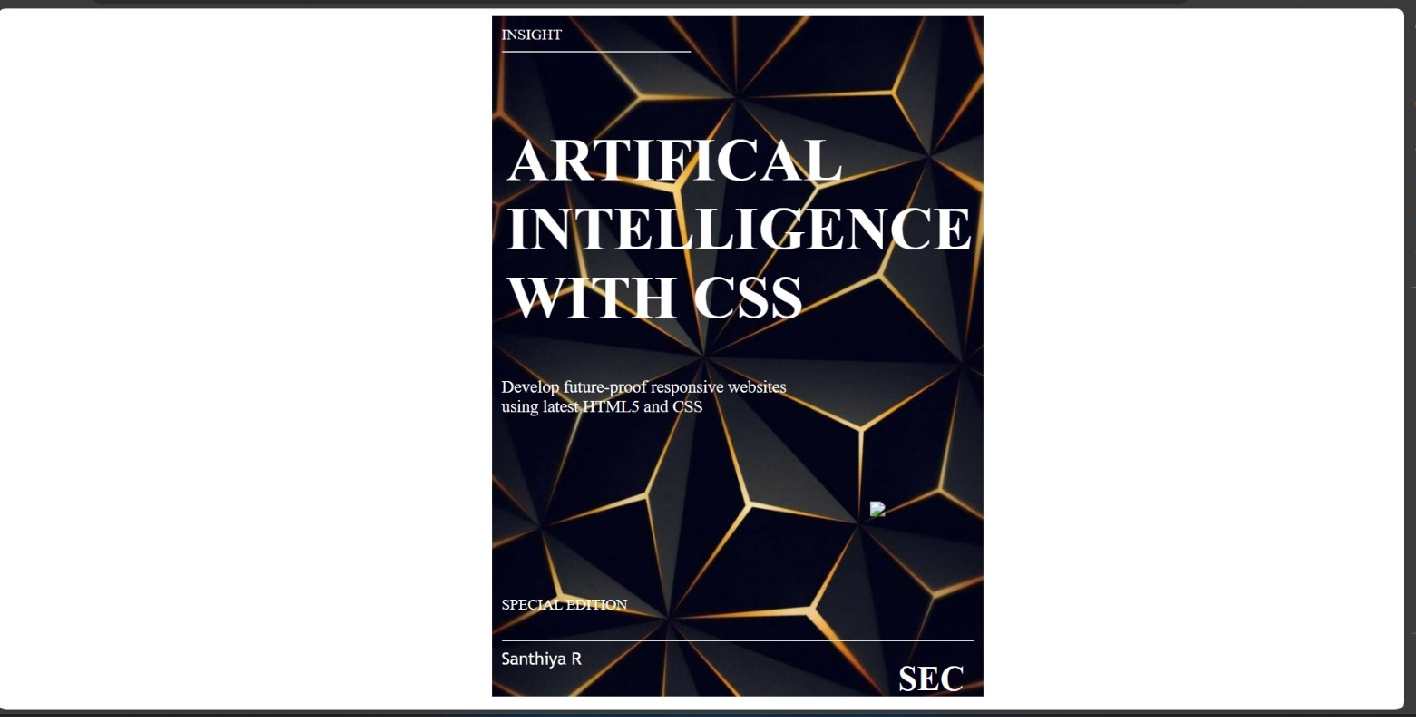 INSIGHT
ARTIFICAL
INTELLIGENCE
WITH CSS
Develop future-proof responsive websites
using latest HTML5 and CSS
SPECIAL EDITION
Santhiya R
SEC